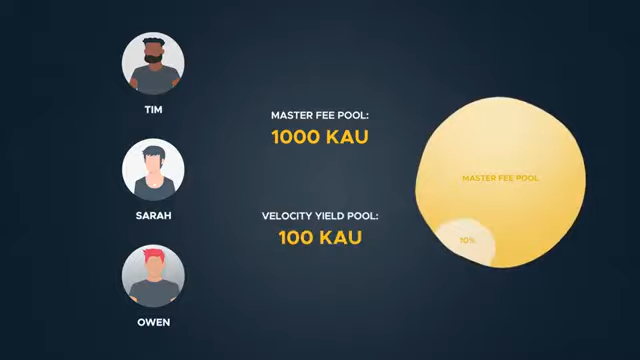 TIM
SARAH
OWEN
MASTER FEE POOL:
1000 KAU
VELOCITY YIELD POOL:
100 KAU
MASTER FEE POOL
10%